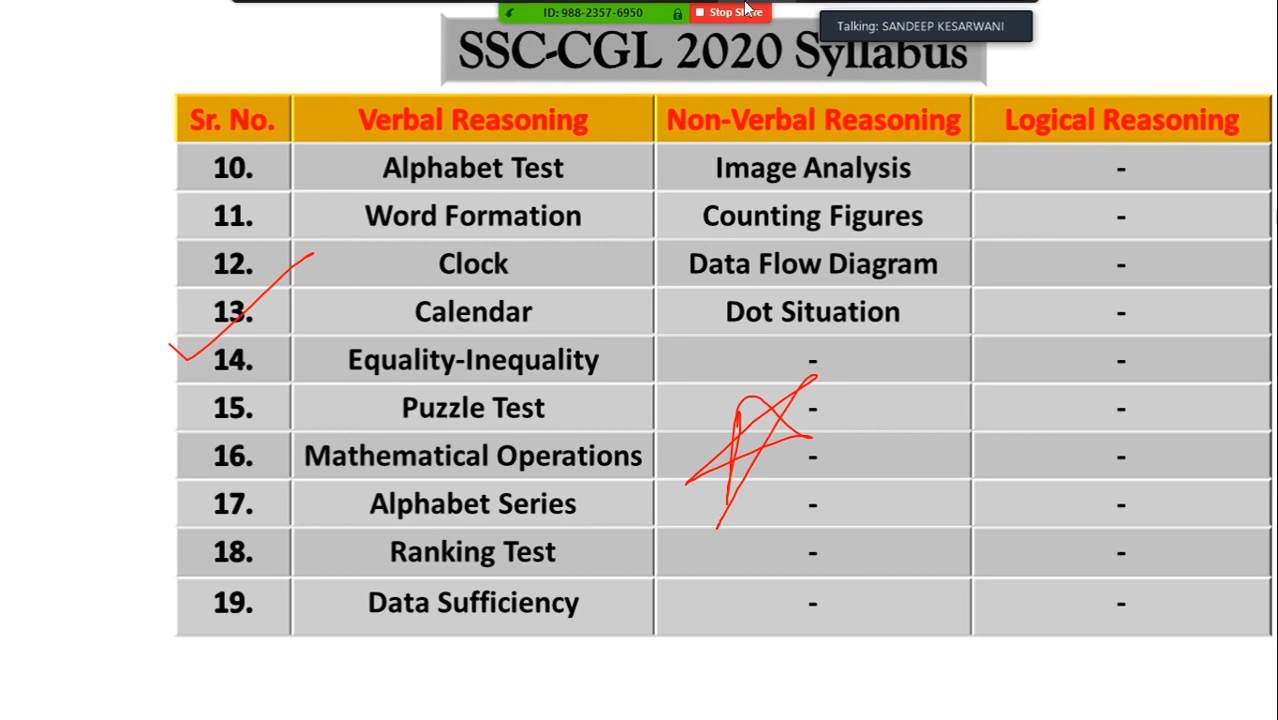 ID: 988-2357-6950 Stop Share
Talking: SANDEEP KESARWANI
SSC-CGL 2020 Syllabus
Sr. No. Verbal Reasoning Non-Verbal Reasoning Logical Reasoning
10. Alphabet Test Image Analysis -
11. Word Formation Counting Figures -
12. Clock Data Flow Diagram -
13. Calendar Dot Situation -
14. Equality-Inequality - -
15. Puzzle Test - -
16. Mathematical Operations - -
17. Alphabet Series - -
18. Ranking Test - -
19. Data Sufficiency - -